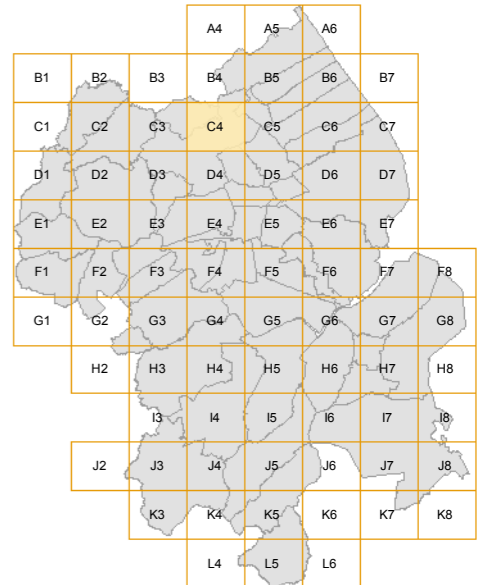 A4 A5 A6
B1 B2 B3 B4 B5 B6 B7
C1 C2 C3 C4 C5 C6 C7
D1 D2 D3 D4 D5 D6 D7
E1 E2 E3 E4 E5 E6 E7
F1 F2 F3 F4 F5 F6 F7 F8
G1 G2 G3 G4 G5 G6 G7 G8
H2 H3 H4 H5 H6 H7 H8
I3 I4 I5 I6 I7 I8
J2 J3 J4 J5 J6 J7 J8
K3 K4 K5 K6 K7 K8
L4 L5 L6